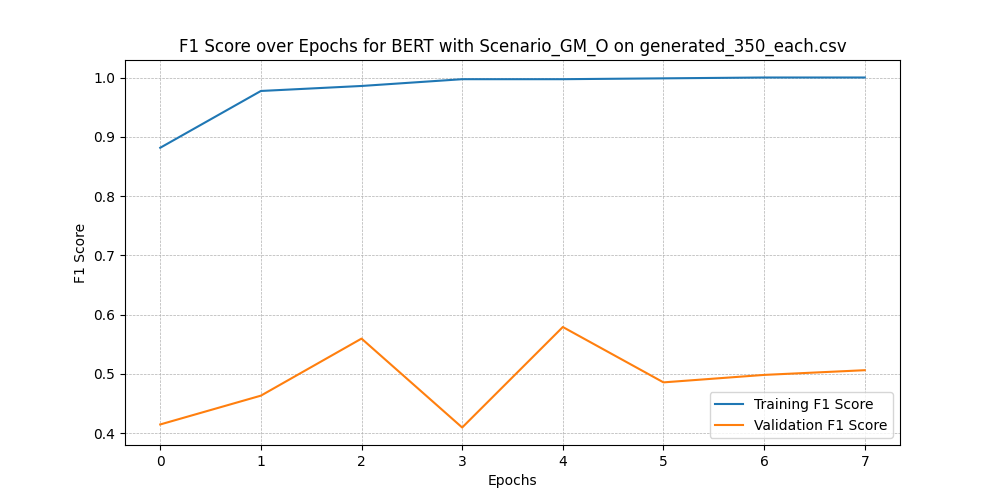 F1 Score over Epochs for BERT with Scenario_GM_O on generated_350_each.csv
F1 Score
1.0
0.9
0.8
0.7
0.6
0.5
0.4
Training F1 Score
Validation F1 Score
0 1 2 3 4 5 6 7
Epochs